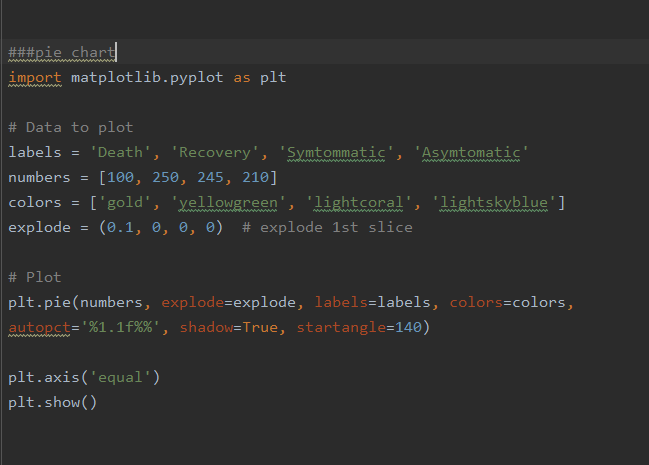 ###pie chart
import matplotlib.pyplot as plt
# Data to plot
labels = 'Death', 'Recovery', 'Symtommatic', 'Asymtomatic'
numbers = [100, 250, 245, 210]
colors = ['gold', 'yellowgreen', 'lightcoral', 'lightskyblue']
explode = (0.1, 0, 0, 0)  # explode 1st slice
# Plot
plt.pie(numbers, explode=explode, labels=labels, colors=colors,
autopct='%1.1f%%', shadow=True, startangle=140)
plt.axis('equal')
plt.show()